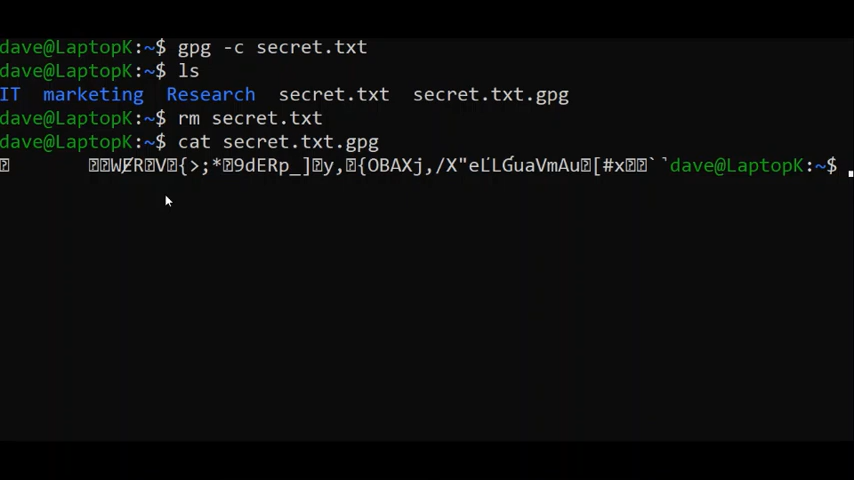 dave@LaptopK:~$ gpg -c secret.txt
dave@LaptopK:~$ ls
IT marketing Research secret.txt secret.txt.gpg
dave@LaptopK:~$ rm secret.txt
dave@LaptopK:~$ cat secret.txt.gpg
dave@LaptopK:~$